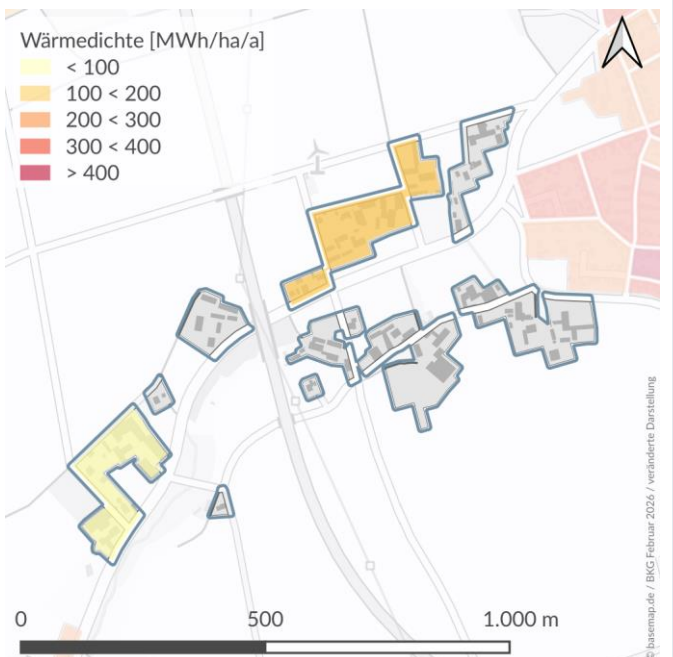 Wärmedichte [MWh/ha/a]
< 100
100 < 200
200 < 300
300 < 400
> 400
© basemap.de / BKG Februar 2026 / veränderte Darstellung
0 500 1.000 m